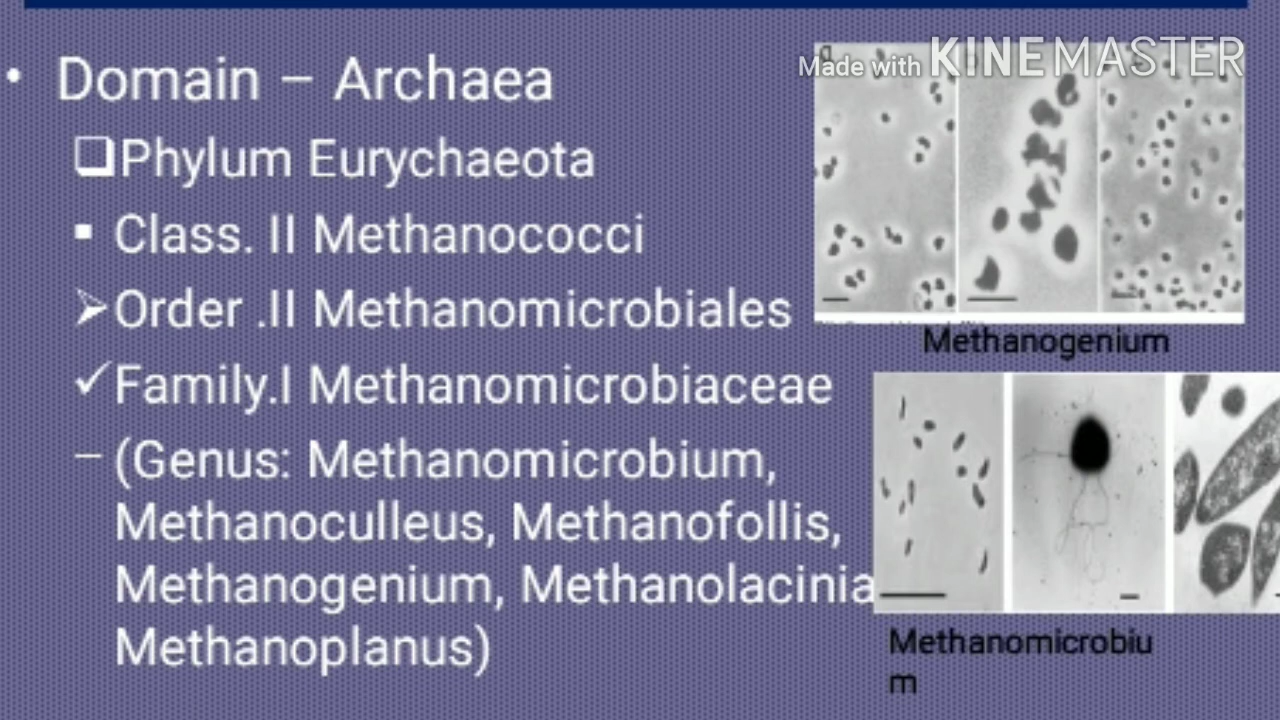 Made with KINEMASTER
• Domain – Archaea
❑Phylum Eurychaeota
▪ Class. II Methanococci
➢Order .II Methanomicrobiales
✓Family.I Methanomicrobiaceae
– (Genus: Methanomicrobium,
Methanoculleus, Methanofollis,
Methanogenium, Methanolacinia
Methanoplanus)
Methanogenium
Methanomicrobiu
m